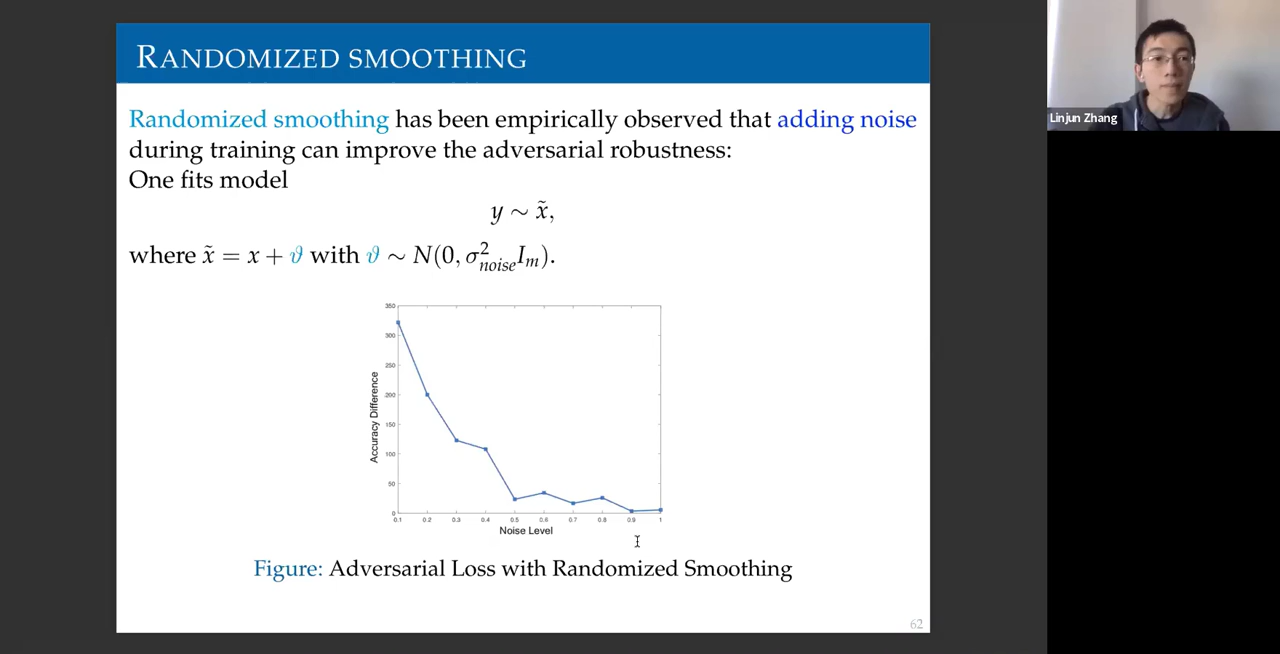 RANDOMIZED SMOOTHING
Linjun Zhang
Randomized smoothing has been empirically observed that adding noise
during training can improve the adversarial robustness:
One fits model
y ∼ x̃,
where x̃ = x + ϑ with ϑ ∼ N(0, σ²_noise I_m).
350
300
250
200
150
100
50
0
Accuracy Difference
0.1 0.2 0.3 0.4 0.5 0.6 0.7 0.8 0.9 1
Noise Level
Figure: Adversarial Loss with Randomized Smoothing
62